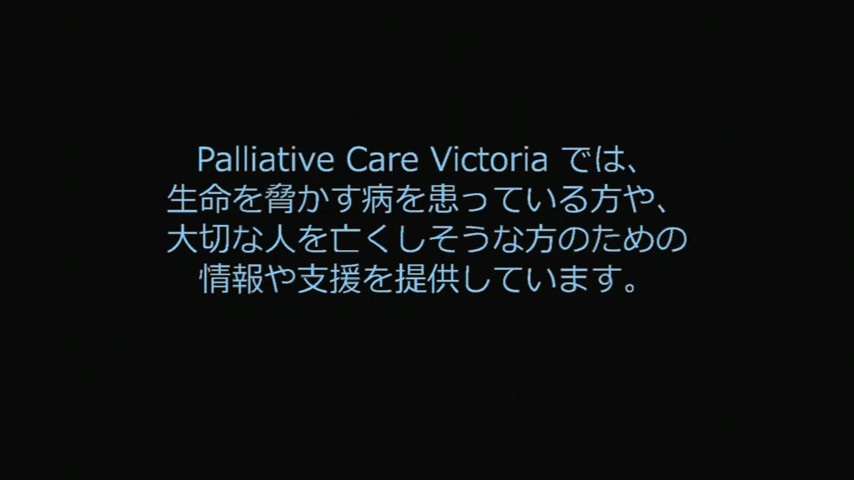 Palliative Care Victoria では、
生命を脅かす病を患っている方や、
大切な人を亡くしそうな方のための
情報や支援を提供しています。